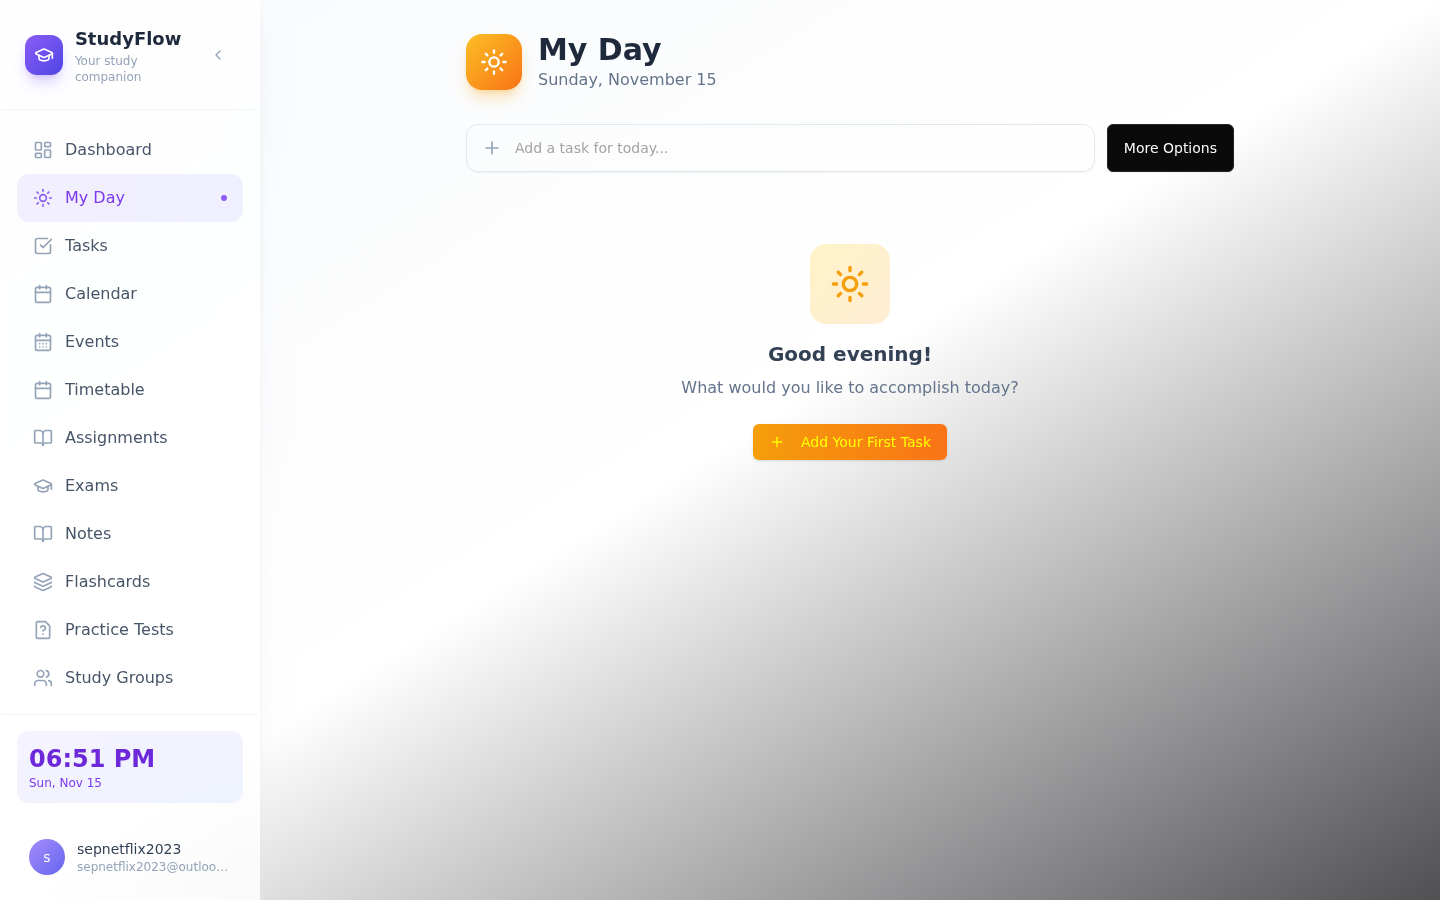 StudyFlow
Your study
companion
Dashboard
My Day
Tasks
Calendar
Events
Timetable
Assignments
Exams
Notes
Flashcards
Practice Tests
Study Groups
06:51 PM
Sun, Nov 15
s
sepnetflix2023
sepnetflix2023@outloo...
My Day
Sunday, November 15
Add a task for today...
More Options
Good evening!
What would you like to accomplish today?
Add Your First Task